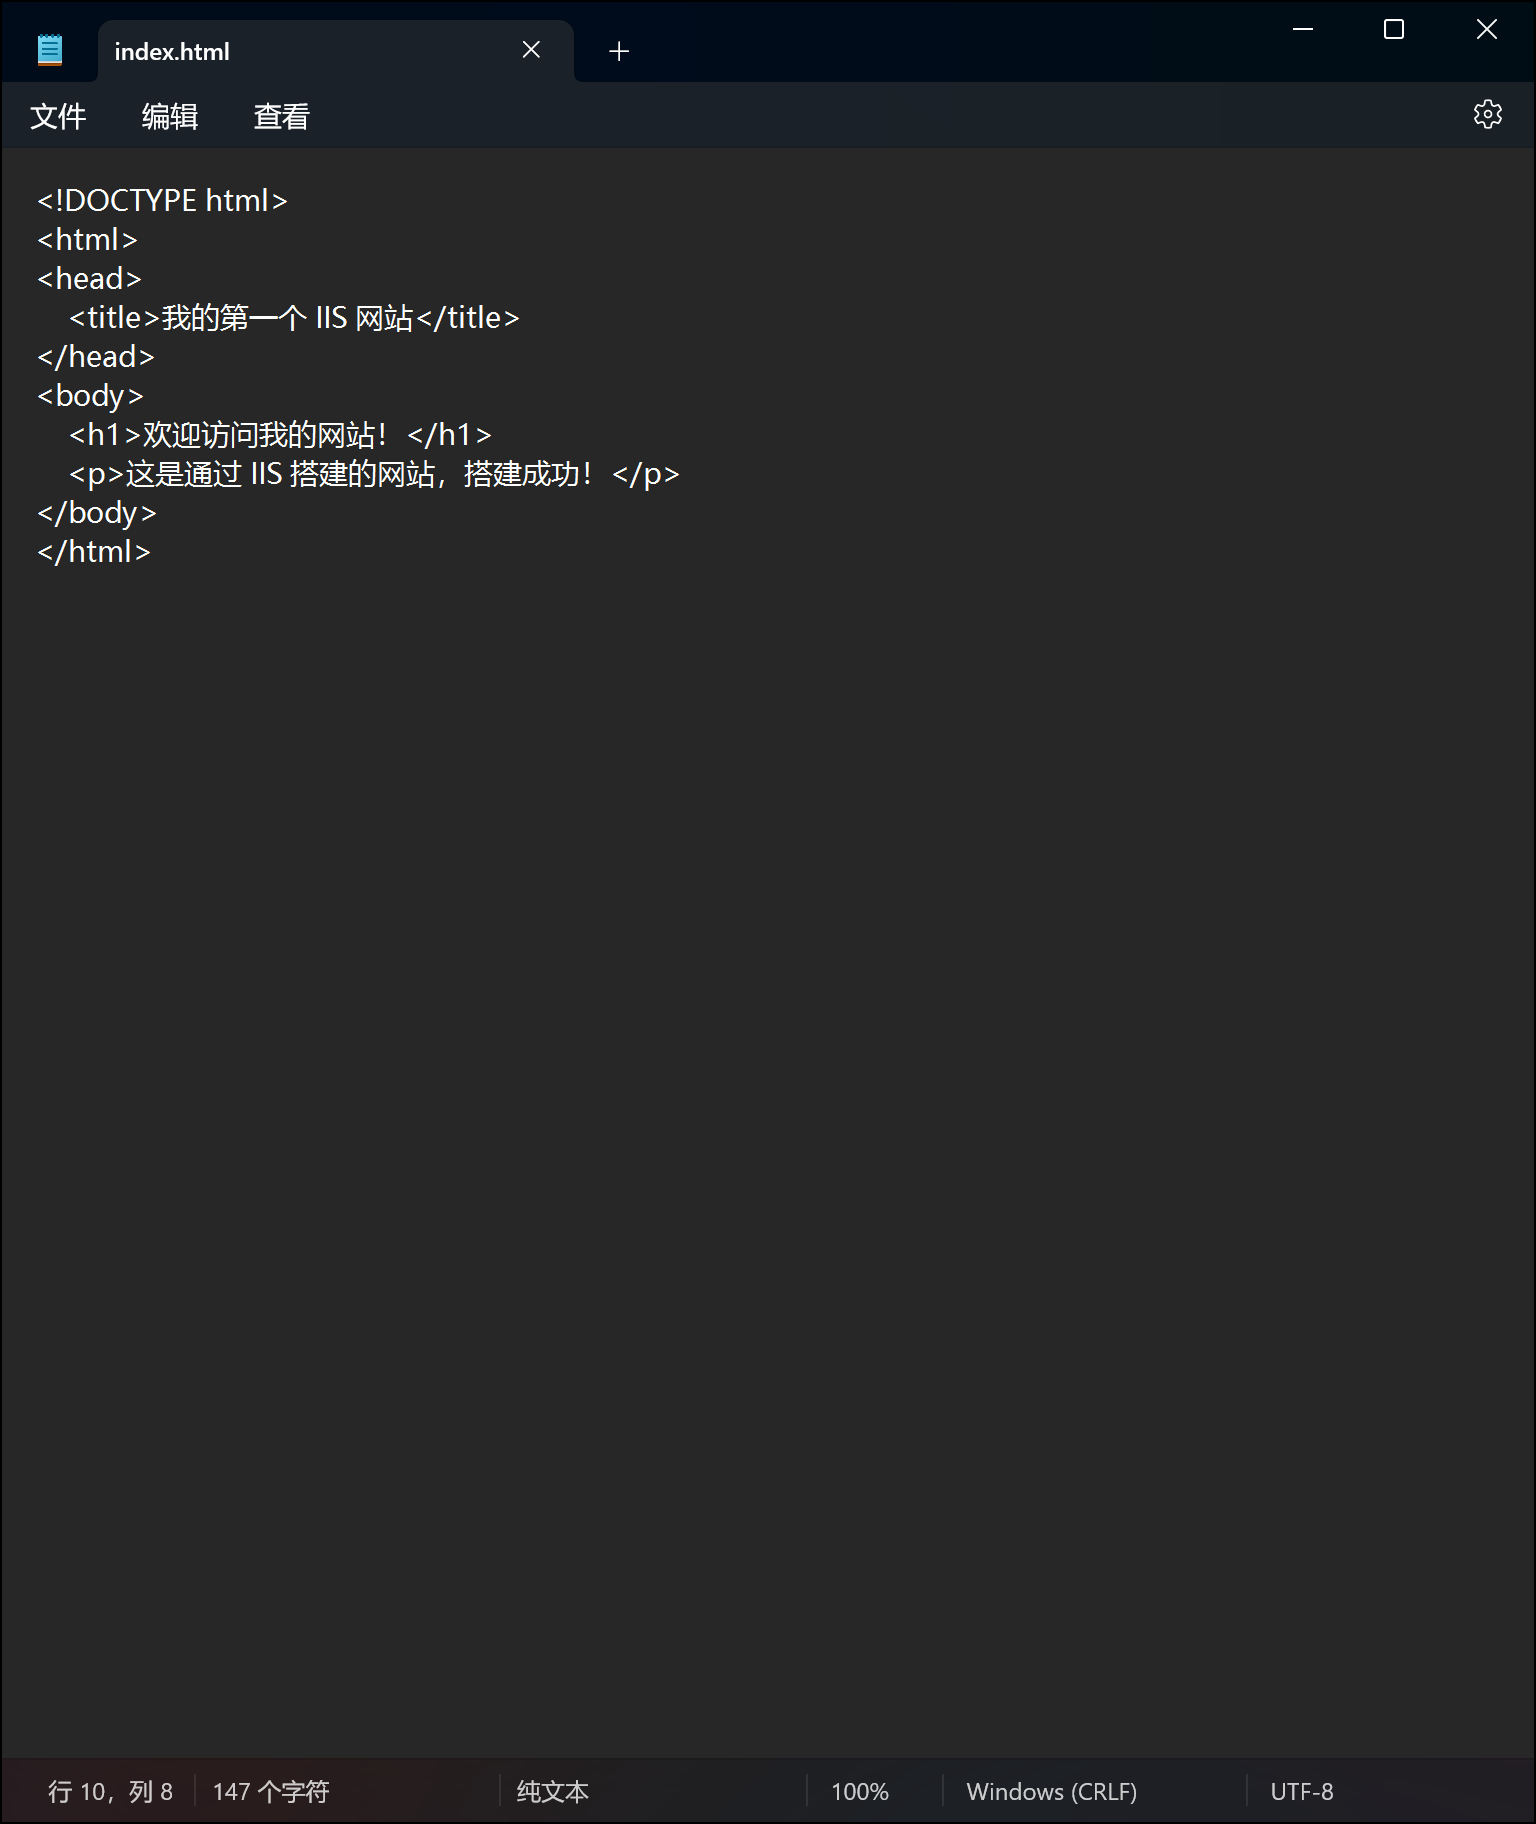 index.html
文件 编辑 查看
<!DOCTYPE html>
<html>
<head>
    <title>我的第一个 IIS 网站</title>
</head>
<body>
    <h1>欢迎访问我的网站！</h1>
    <p>这是通过 IIS 搭建的网站，搭建成功！</p>
</body>
</html>
行 10，列 8 147 个字符 纯文本 100% Windows (CRLF) UTF-8